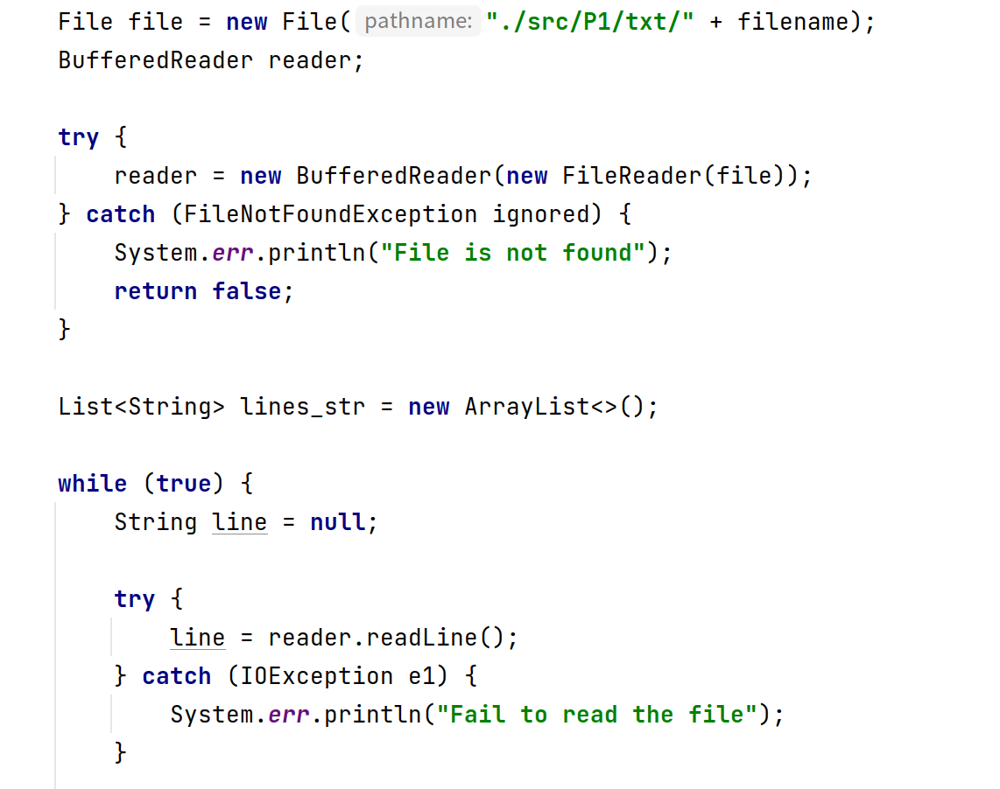 File file = new File( pathname: "./src/P1/txt/" + filename);
BufferedReader reader;
try {
reader = new BufferedReader(new FileReader(file));
} catch (FileNotFoundException ignored) {
System.err.println("File is not found");
return false;
}
List<String> lines_str = new ArrayList<>();
while (true) {
String line = null;
try {
line = reader.readLine();
} catch (IOException e1) {
System.err.println("Fail to read the file");
}